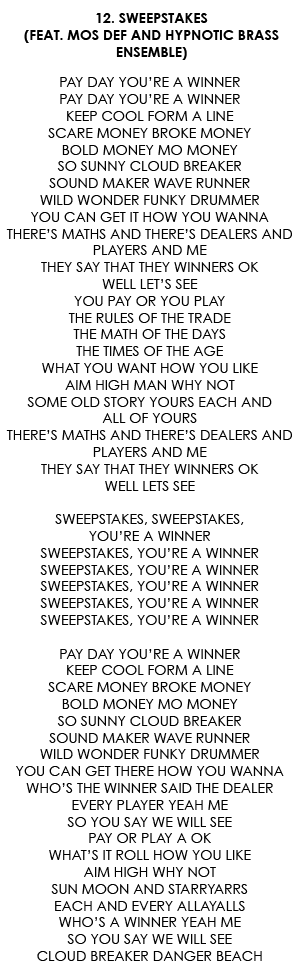 12. SWEEPSTAKES
(FEAT. MOS DEF AND HYPNOTIC BRASS
ENSEMBLE)
PAY DAY YOU'RE A WINNER
PAY DAY YOU'RE A WINNER
KEEP COOL FORM A LINE
SCARE MONEY BROKE MONEY
BOLD MONEY MO MONEY
SO SUNNY CLOUD BREAKER
SOUND MAKER WAVE RUNNER
WILD WONDER FUNKY DRUMMER
YOU CAN GET IT HOW YOU WANNA
THERE'S MATHS AND THERE'S DEALERS AND
PLAYERS AND ME
THEY SAY THAT THEY WINNERS OK
WELL LET'S SEE
YOU PAY OR YOU PLAY
THE RULES OF THE TRADE
THE MATH OF THE DAYS
THE TIMES OF THE AGE
WHAT YOU WANT HOW YOU LIKE
AIM HIGH MAN WHY NOT
SOME OLD STORY YOURS EACH AND
ALL OF YOURS
THERE'S MATHS AND THERE'S DEALERS AND
PLAYERS AND ME
THEY SAY THAT THEY WINNERS OK
WELL LETS SEE
SWEEPSTAKES, SWEEPSTAKES,
YOU'RE A WINNER
SWEEPSTAKES, YOU'RE A WINNER
SWEEPSTAKES, YOU'RE A WINNER
SWEEPSTAKES, YOU'RE A WINNER
SWEEPSTAKES, YOU'RE A WINNER
SWEEPSTAKES, YOU'RE A WINNER
PAY DAY YOU'RE A WINNER
KEEP COOL FORM A LINE
SCARE MONEY BROKE MONEY
BOLD MONEY MO MONEY
SO SUNNY CLOUD BREAKER
SOUND MAKER WAVE RUNNER
WILD WONDER FUNKY DRUMMER
YOU CAN GET THERE HOW YOU WANNA
WHO'S THE WINNER SAID THE DEALER
EVERY PLAYER YEAH ME
SO YOU SAY WE WILL SEE
PAY OR PLAY A OK
WHAT'S IT ROLL HOW YOU LIKE
AIM HIGH WHY NOT
SUN MOON AND STARRYARRS
EACH AND EVERY ALLAYALLS
WHO'S A WINNER YEAH ME
SO YOU SAY WE WILL SEE
CLOUD BREAKER DANGER BEACH